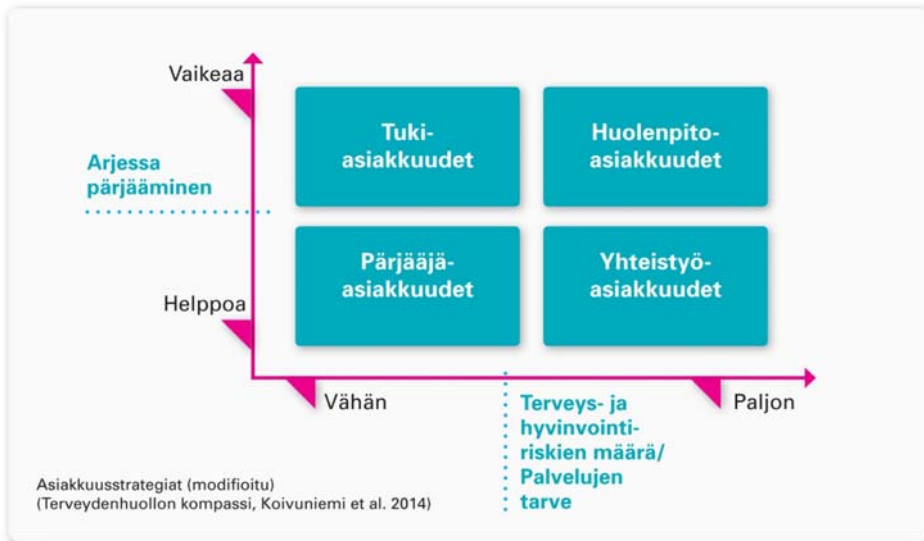 Vaikeaa
Arjessa
pärjääminen
Helppoa
Tuki-
asiakkuudet
Huolenpito-
asiakkuudet
Pärjääjä-
asiakkuudet
Yhteistyö-
asiakkuudet
Vähän
Terveys- ja
hyvinvointi-
riskien määrä/
Palvelujen
tarve
Paljon
Asiakkuusstrategiat (modifioitu)
(Terveydenhuollon kompassi, Koivuniemi et al. 2014)